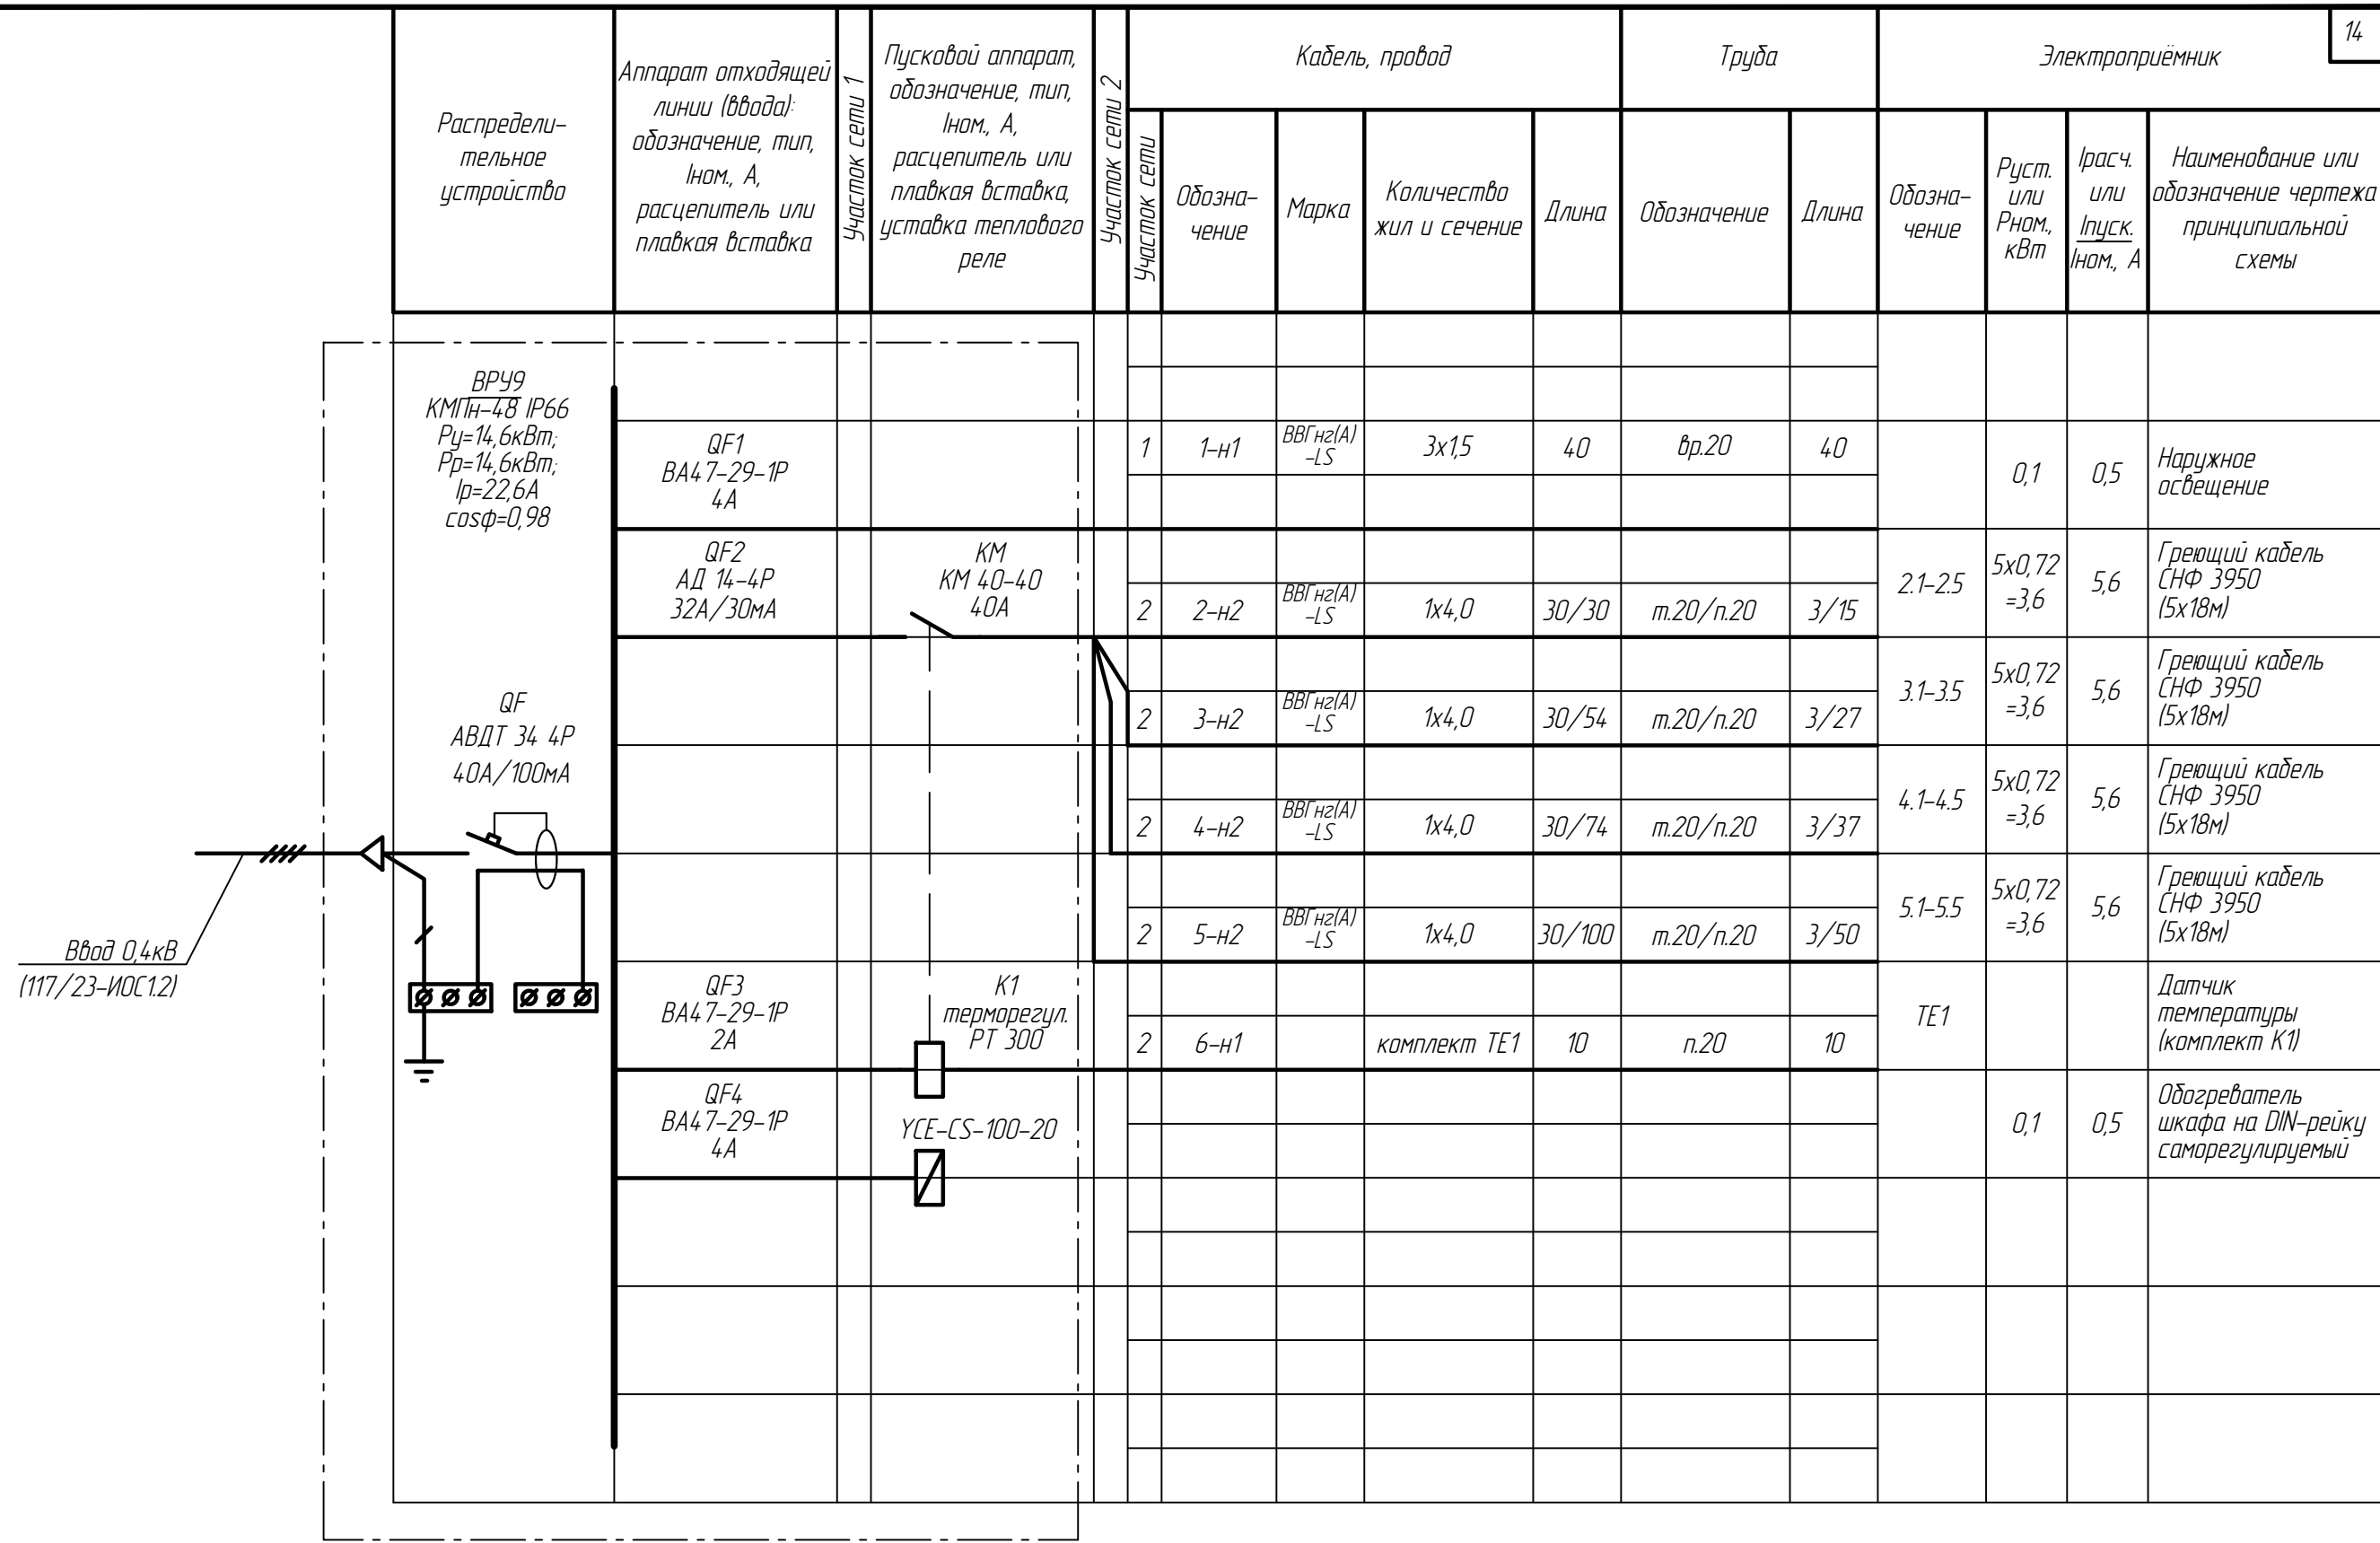 14
Распредели-
тельное
устройство
Аппарат отходящей
линии (ввода):
обозначение, тип,
Iном., А,
расцепитель или
плавкая вставка
Участок сети 1
Пусковой аппарат,
обозначение, тип,
Iном., А,
расцепитель или
плавкая вставка,
уставка теплового
реле
Участок сети 2
Кабель, провод
Участок сети
Обозна-
чение
Марка
Количество
жил и сечение
Длина
Труба
Обозначение
Длина
Электроприёмник
Обозна-
чение
Руст.
или
Рном.,
кВт
Iрасч.
или
Iпуск.
Iном., А
Наименование или
обозначение чертежа
принципиальной
схемы
ВРУ9
КМПн-48 IP66
Ру=14,6кВт;
Рр=14,6кВт;
Iр=22,6А
cosφ=0,98
QF
АВДТ 34 4Р
40А/100мА
Ввод 0,4кВ
(117/23-ИОС1.2)
QF1
ВА47-29-1Р
4А
1
1-н1
ВВГнг(А)
-LS
3х1,5
40
вр.20
40
0,1
0,5
Наружное
освещение
QF2
АД 14-4Р
32А/30мА
КМ
КМ 40-40
40А
2
2-н2
ВВГнг(А)
-LS
1х4,0
30/30
т.20/п.20
3/15
2.1-2.5
5х0,72
=3,6
5,6
Греющий кабель
СНФ 3950
(5х18м)
2
3-н2
ВВГнг(А)
-LS
1х4,0
30/54
т.20/п.20
3/27
3.1-3.5
5х0,72
=3,6
5,6
Греющий кабель
СНФ 3950
(5х18м)
2
4-н2
ВВГнг(А)
-LS
1х4,0
30/74
т.20/п.20
3/37
4.1-4.5
5х0,72
=3,6
5,6
Греющий кабель
СНФ 3950
(5х18м)
2
5-н2
ВВГнг(А)
-LS
1х4,0
30/100
т.20/п.20
3/50
5.1-5.5
5х0,72
=3,6
5,6
Греющий кабель
СНФ 3950
(5х18м)
QF3
ВА47-29-1Р
2А
К1
терморегул.
РТ 300
2
6-н1
комплект ТЕ1
10
п.20
10
ТЕ1
Датчик
температуры
(комплект К1)
QF4
ВА47-29-1Р
4А
YCE-CS-100-20
0,1
0,5
Обогреватель
шкафа на DIN-рейку
саморегулируемый